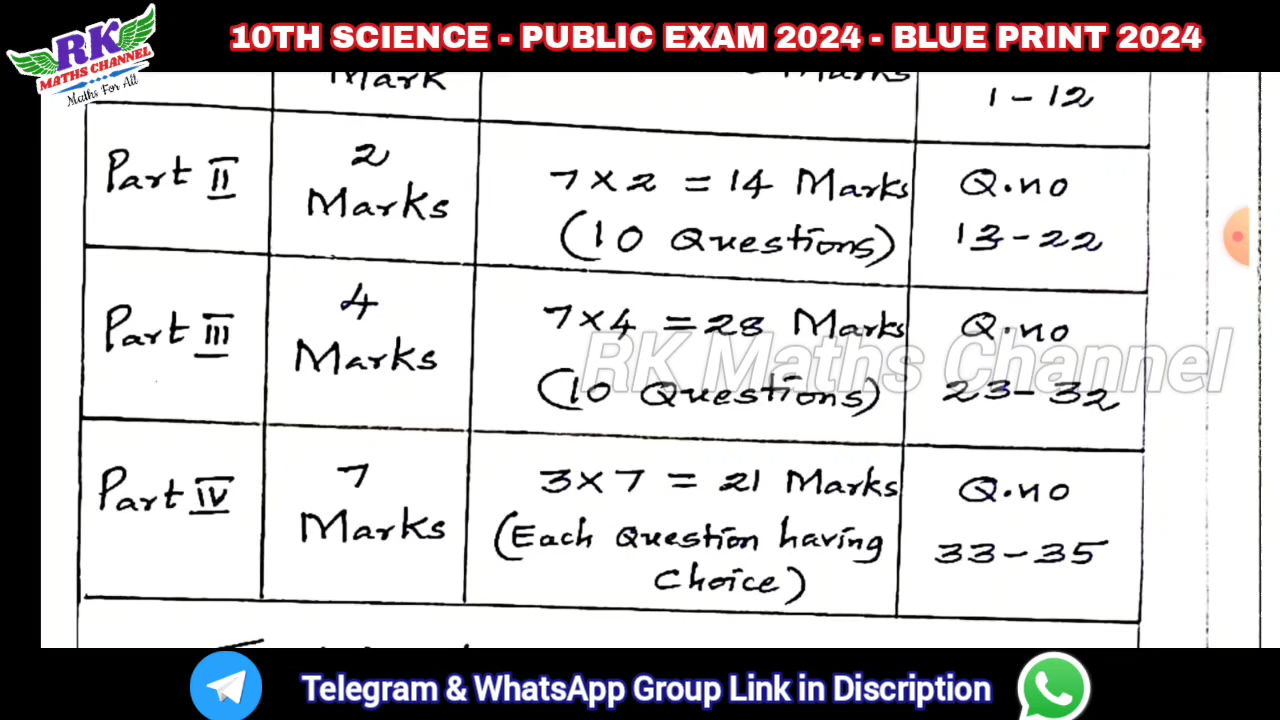 RK
MATHS CHANNEL
Maths For All
10TH SCIENCE - PUBLIC EXAM 2024 - BLUE PRINT 2024
Mark
Marks
1 - 12
Part II
2
Marks
7 × 2 = 14 Marks
(10 Questions)
Q.no
13-22
Part III
4
Marks
7×4 = 28 Marks
(10 Questions)
Q.no
23-32
RK Maths Channel
Part IV
7
Marks
3×7 = 21 Marks
(Each Question having
Choice)
Q.no
33-35
Telegram & WhatsApp Group Link in Discription